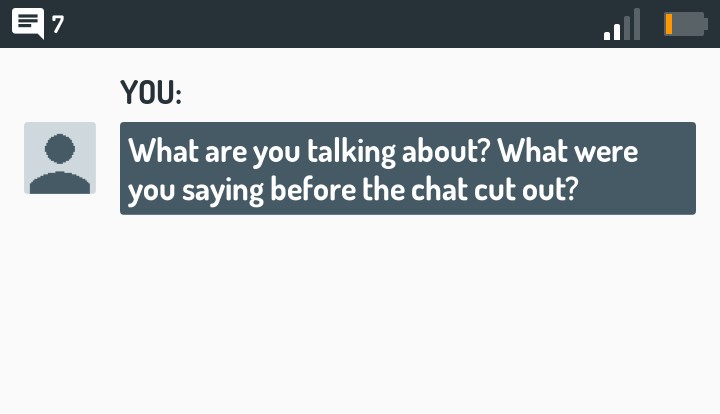 7
YOU:
What are you talking about? What were
you saying before the chat cut out?